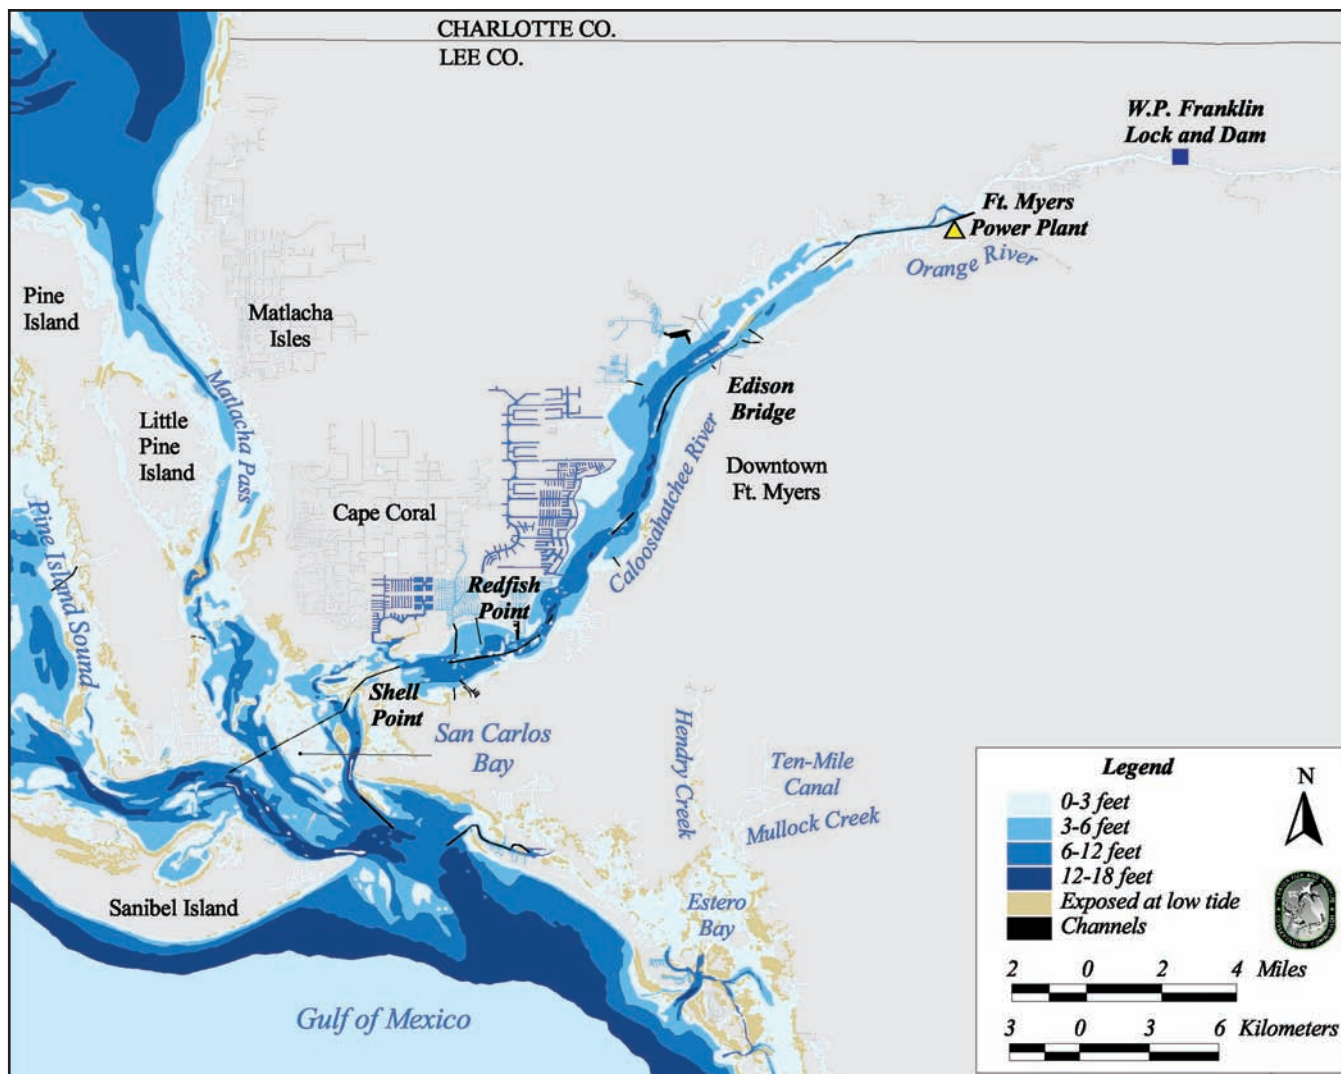 CHARLOTTE CO.
LEE CO.
W.P. Franklin
Lock and Dam
Ft. Myers
Power Plant
Orange River
Pine
Island
Matlacha
Isles
Matlacha Pass
Edison
Bridge
Little
Pine
Island
Caloosahatchee River
Downtown
Ft. Myers
Pine Island Sound
Cape Coral
Redfish
Point
Shell
Point
San Carlos
Bay
Hendry Creek
Ten-Mile
Canal
Mullock Creek
Sanibel Island
Estero
Bay
Gulf of Mexico
Legend
0-3 feet
3-6 feet
6-12 feet
12-18 feet
Exposed at low tide
Channels
N
2 0 2 4 Miles
3 0 3 6 Kilometers